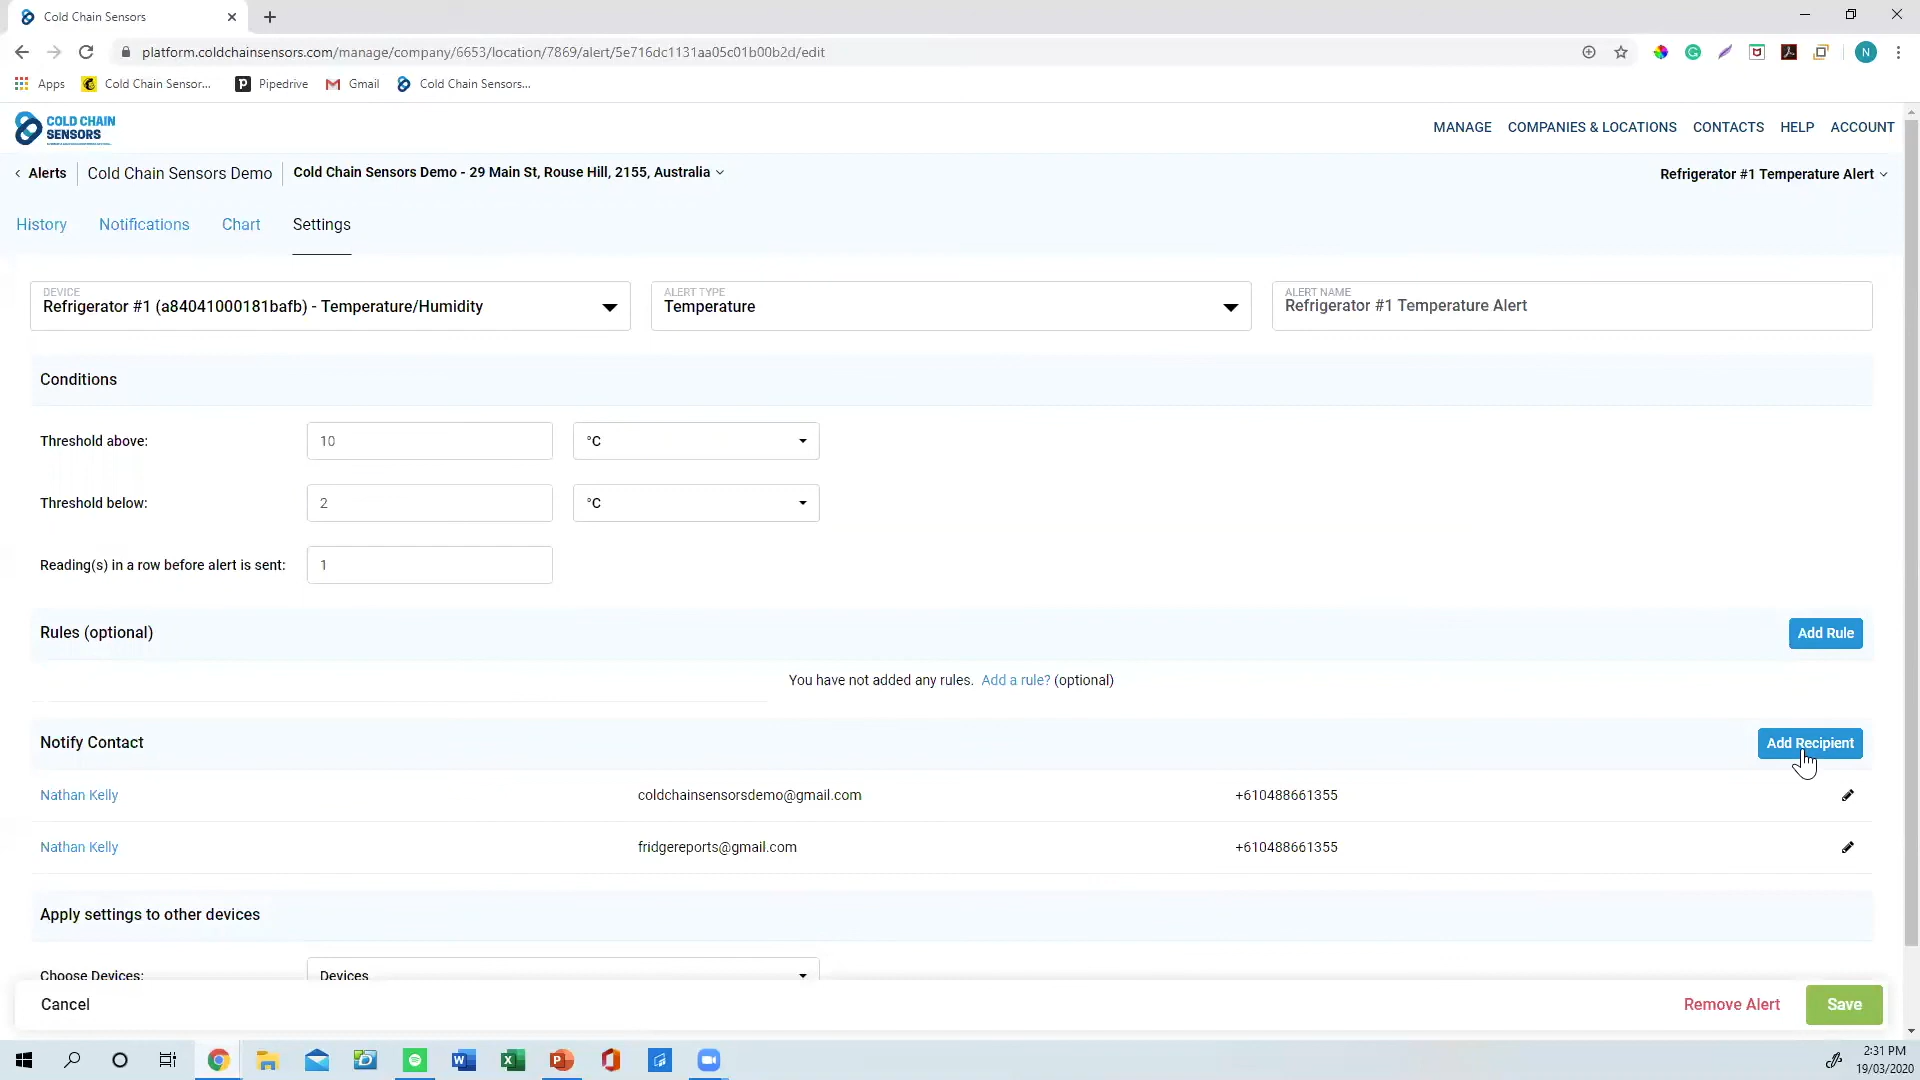 Cold Chain Sensors
platform.coldchainsensors.com/manage/company/6653/location/7869/alert/5e716dc1131aa05c01b00b2d/edit
N
Apps
Cold Chain Sensor...
Pipedrive
Gmail
Cold Chain Sensors...
COLD CHAIN
SENSORS
MANAGE
COMPANIES & LOCATIONS
CONTACTS
HELP
ACCOUNT
Alerts
Cold Chain Sensors Demo
Cold Chain Sensors Demo - 29 Main St, Rouse Hill, 2155, Australia
Refrigerator #1 Temperature Alert
History
Notifications
Chart
Settings
DEVICE
Refrigerator #1 (a84041000181bafb) - Temperature/Humidity
ALERT TYPE
Temperature
ALERT NAME
Refrigerator #1 Temperature Alert
Conditions
Threshold above:
10
°C
Threshold below:
2
°C
Reading(s) in a row before alert is sent:
1
Rules (optional)
Add Rule
You have not added any rules. Add a rule? (optional)
Notify Contact
Add Recipient
Nathan Kelly
coldchainsensorsdemo@gmail.com
+610488661355
Nathan Kelly
fridgereports@gmail.com
+610488661355
Apply settings to other devices
Choose Devices:
Devices
Cancel
Remove Alert
Save
2:31 PM
19/03/2020